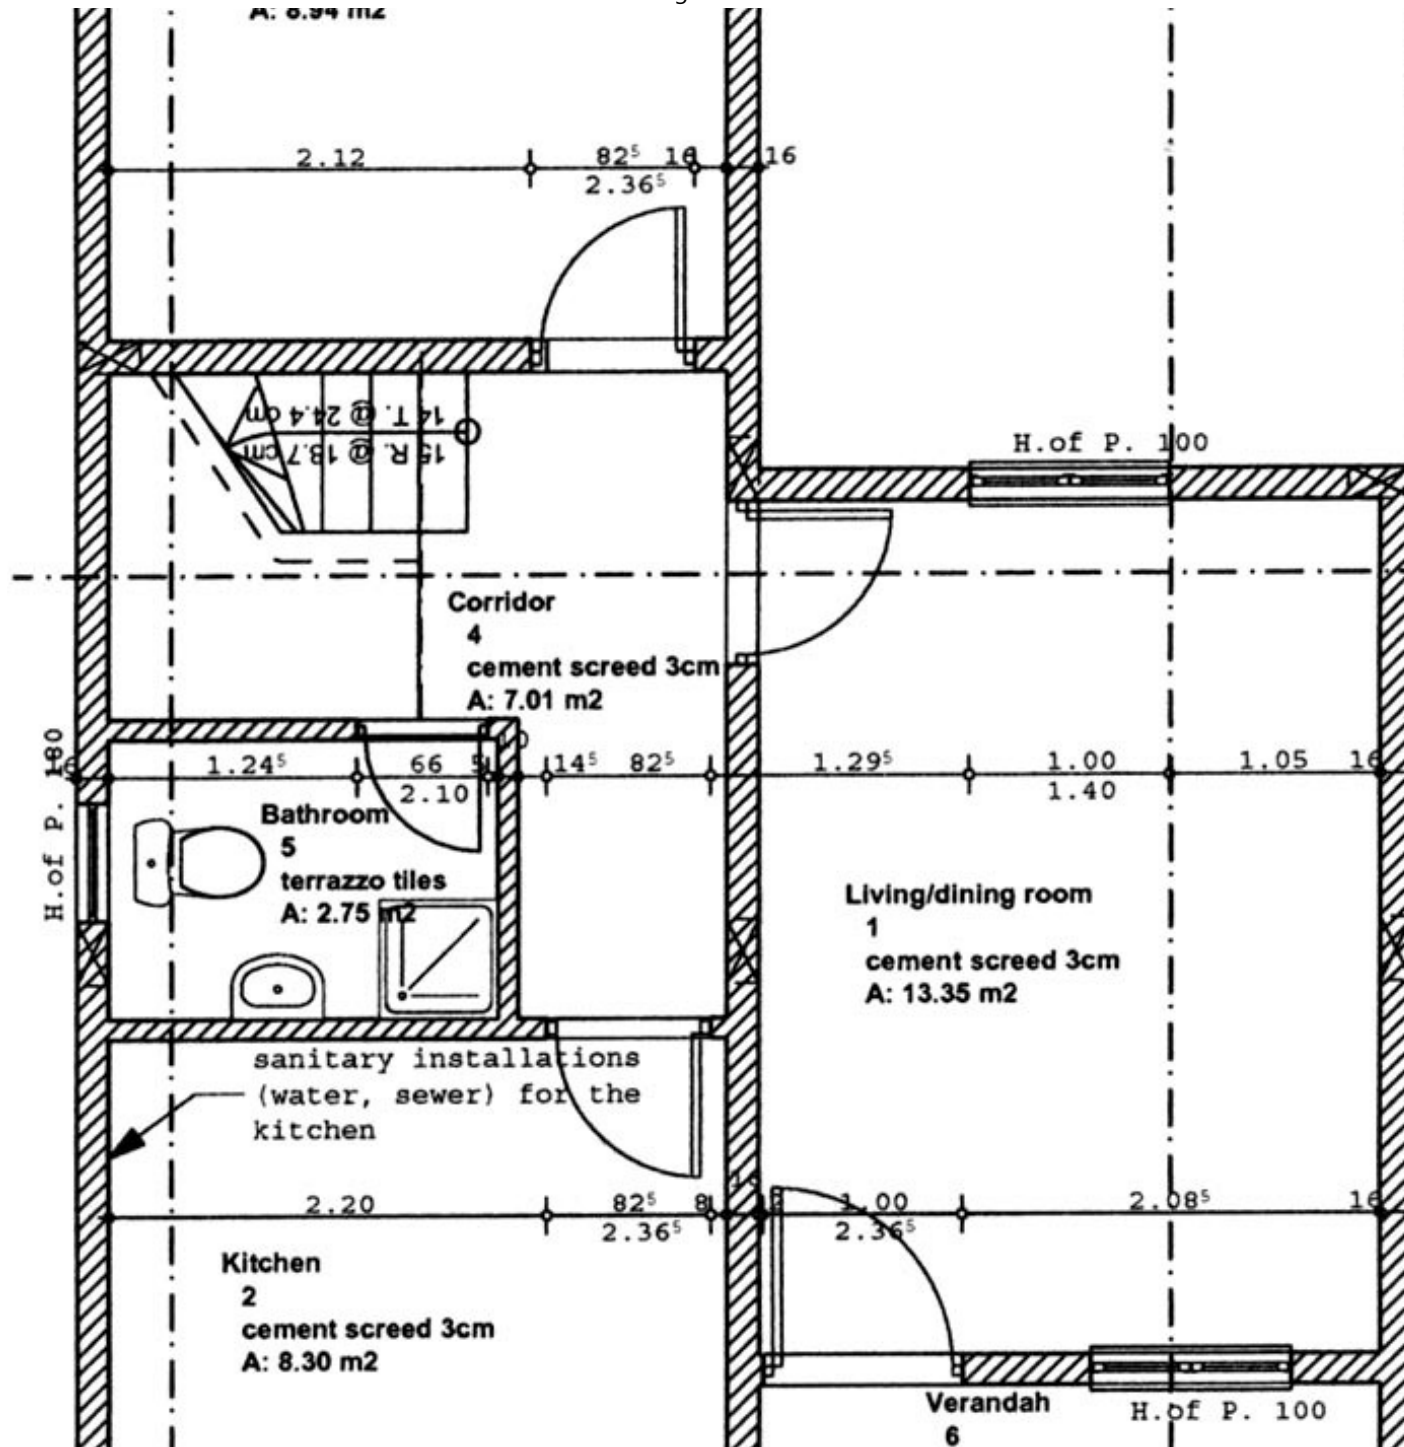 A: 8.94 m2
2.12 82⁵ 16 16
2.36⁵
14 T. @ 24.4 cm
15 R. @ 18.7 cm
H.of P. 100
Corridor
4
cement screed 3cm
A: 7.01 m2
H.of P. 180
16 1.24⁵ 66 5 10 14⁵ 82⁵ 1.29⁵ 1.00 1.05 16
2.10 1.40
Bathroom
5
terrazzo tiles
A: 2.75 m2
Living/dining room
1
cement screed 3cm
A: 13.35 m2
sanitary installations
(water, sewer) for the
kitchen
2.20 82⁵ 8 1.00 2.08⁵ 16
2.36⁵ 2.36⁵
Kitchen
2
cement screed 3cm
A: 8.30 m2
Verandah
6
H.of P. 100